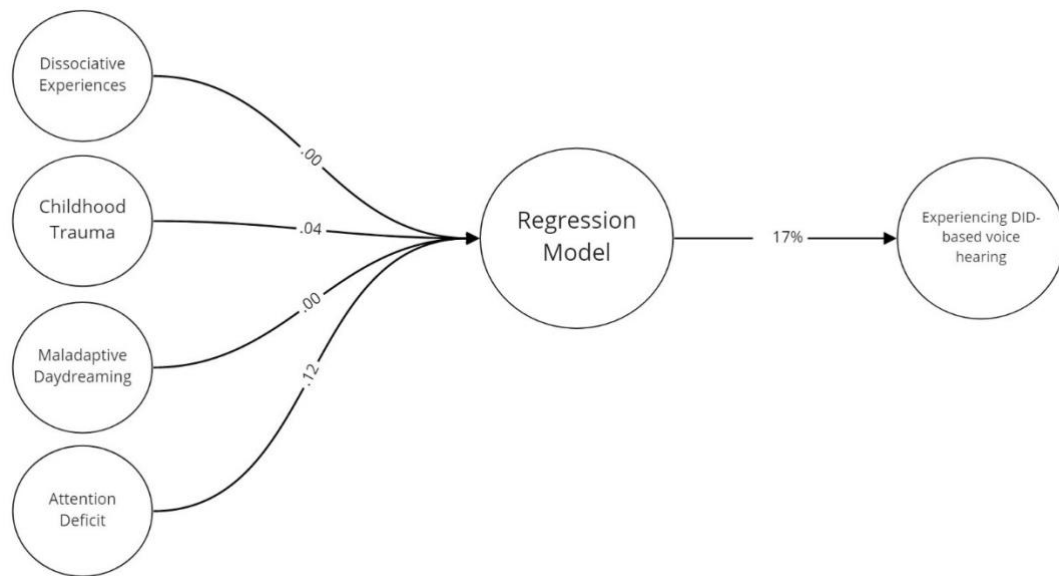 Dissociative
Experiences
.00
Childhood
Trauma
.04
Maladaptive
Daydreaming
.00
Attention
Deficit
.12
Regression
Model
17%
Experiencing DID-
based voice
hearing